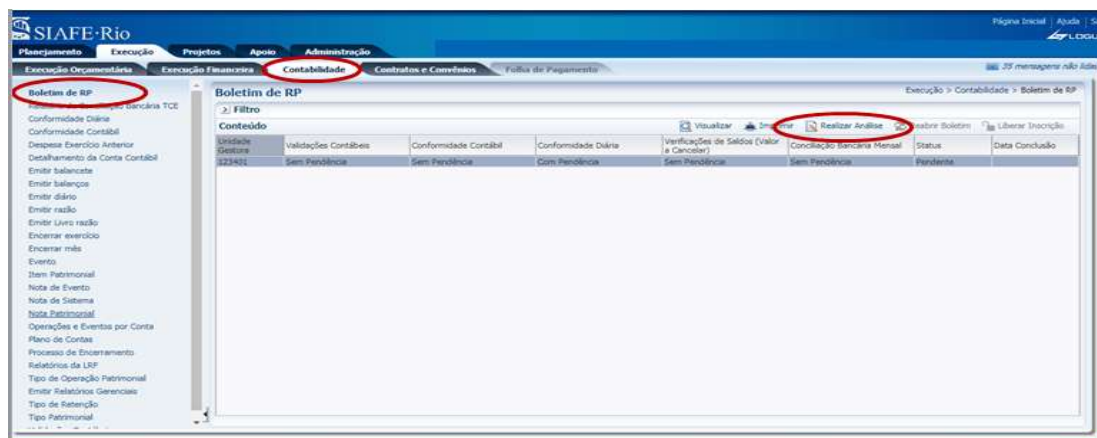 SIAFE·Rio
Página Inicial | Ajuda | S
LOGU
Planejamento Execução Projetos Apoio Administração
Execução Orçamentária Execução Financeira Contabilidade Contratos e Convênios Folha de Pagamento
35 mensagens não lidas
Boletim de RP
Bancária TCE
Conformidade Diária
Conformidade Contábil
Despesa Exercício Anterior
Detalhamento da Conta Contábil
Emitir balancete
Emitir balanços
Emitir diário
Emitir razão
Emitir Livro razão
Encerrar exercício
Encerrar mês
Evento
Item Patrimonial
Nota de Evento
Nota de Sistema
Nota Patrimonial
Operações e Eventos por Conta
Plano de Contas
Processo de Encerramento
Relatórios da LRF
Tipo de Operação Patrimonial
Emitir Relatórios Gerenciais
Tipo de Retenção
Tipo Patrimonial
Boletim de RP
Execução > Contabilidade > Boletim de RP
Filtro
Conteúdo
Visualizar Imprimir Realizar Análise Reabrir Boletim Liberar Inscrição
Unidade Gestora Validações Contábeis Conformidade Contábil Conformidade Diária Verificações de Saldos (Valor a Cancelar) Conciliação Bancária Mensal Status Data Conclusão
123401 Sem Pendência Sem Pendência Com Pendência Sem Pendência Sem Pendência Pendente